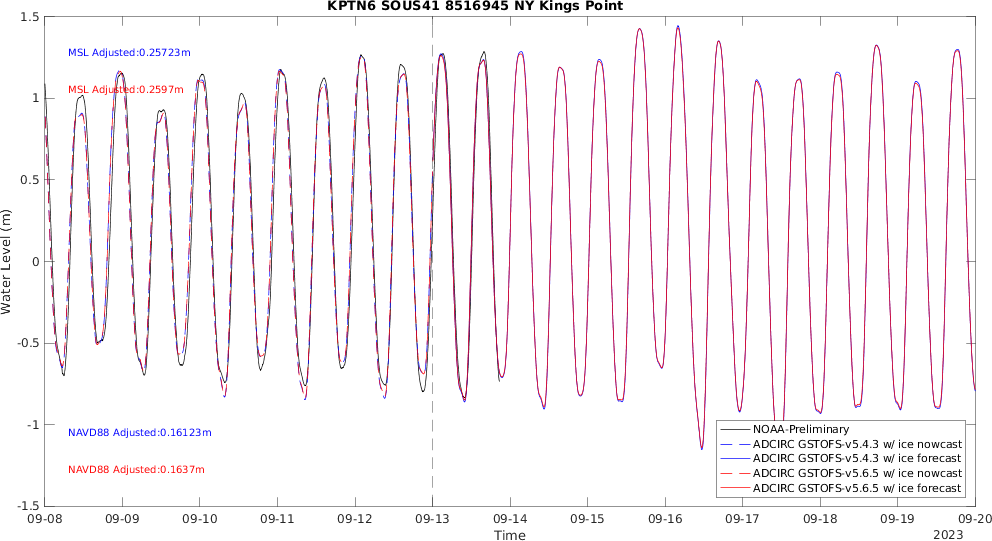 KPTN6 SOUS41 8516945 NY Kings Point
1.5
1
0.5
0
-0.5
-1
-1.5
Water Level (m)
MSL Adjusted:0.25723m
MSL Adjusted:0.2597m
NAVD88 Adjusted:0.16123m
NAVD88 Adjusted:0.1637m
NOAA-Preliminary
ADCIRC GSTOFS-v5.4.3 w/ ice nowcast
ADCIRC GSTOFS-v5.4.3 w/ ice forecast
ADCIRC GSTOFS-v5.6.5 w/ ice nowcast
ADCIRC GSTOFS-v5.6.5 w/ ice forecast
09-08 09-09 09-10 09-11 09-12 09-13 09-14 09-15 09-16 09-17 09-18 09-19 09-20
Time
2023